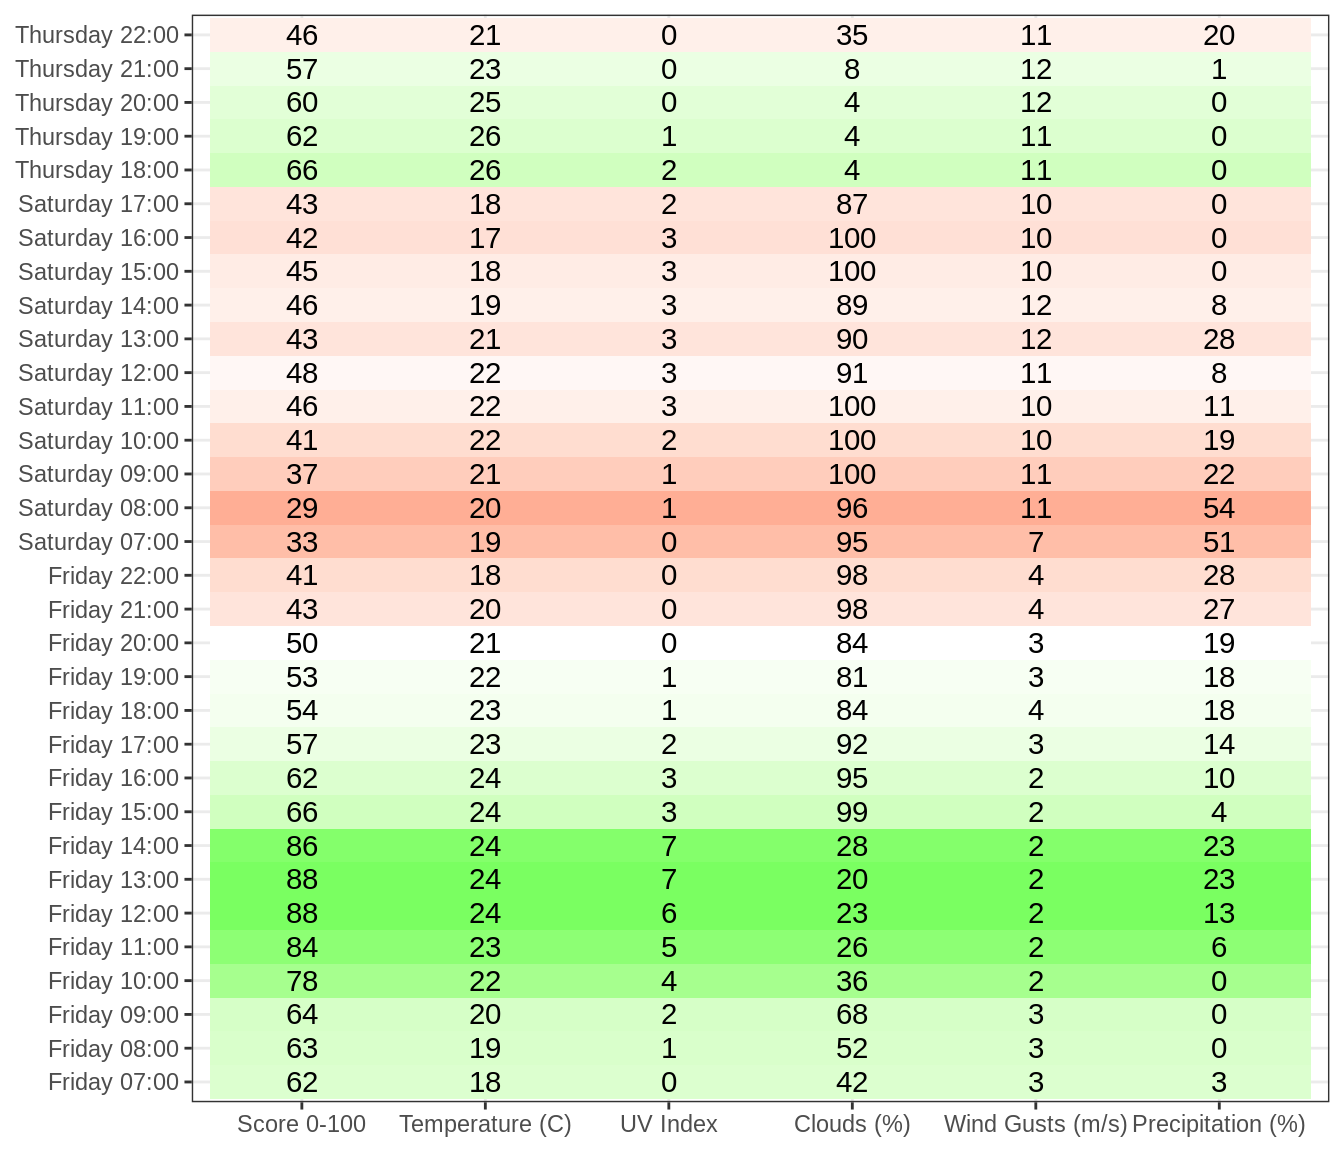 Thursday 22:00 46 21 0 35 11 20
Thursday 21:00 57 23 0 8 12 1
Thursday 20:00 60 25 0 4 12 0
Thursday 19:00 62 26 1 4 11 0
Thursday 18:00 66 26 2 4 11 0
Saturday 17:00 43 18 2 87 10 0
Saturday 16:00 42 17 3 100 10 0
Saturday 15:00 45 18 3 100 10 0
Saturday 14:00 46 19 3 89 12 8
Saturday 13:00 43 21 3 90 12 28
Saturday 12:00 48 22 3 91 11 8
Saturday 11:00 46 22 3 100 10 11
Saturday 10:00 41 22 2 100 10 19
Saturday 09:00 37 21 1 100 11 22
Saturday 08:00 29 20 1 96 11 54
Saturday 07:00 33 19 0 95 7 51
Friday 22:00 41 18 0 98 4 28
Friday 21:00 43 20 0 98 4 27
Friday 20:00 50 21 0 84 3 19
Friday 19:00 53 22 1 81 3 18
Friday 18:00 54 23 1 84 4 18
Friday 17:00 57 23 2 92 3 14
Friday 16:00 62 24 3 95 2 10
Friday 15:00 66 24 3 99 2 4
Friday 14:00 86 24 7 28 2 23
Friday 13:00 88 24 7 20 2 23
Friday 12:00 88 24 6 23 2 13
Friday 11:00 84 23 5 26 2 6
Friday 10:00 78 22 4 36 2 0
Friday 09:00 64 20 2 68 3 0
Friday 08:00 63 19 1 52 3 0
Friday 07:00 62 18 0 42 3 3
Score 0-100 Temperature (C) UV Index Clouds (%) Wind Gusts (m/s) Precipitation (%)